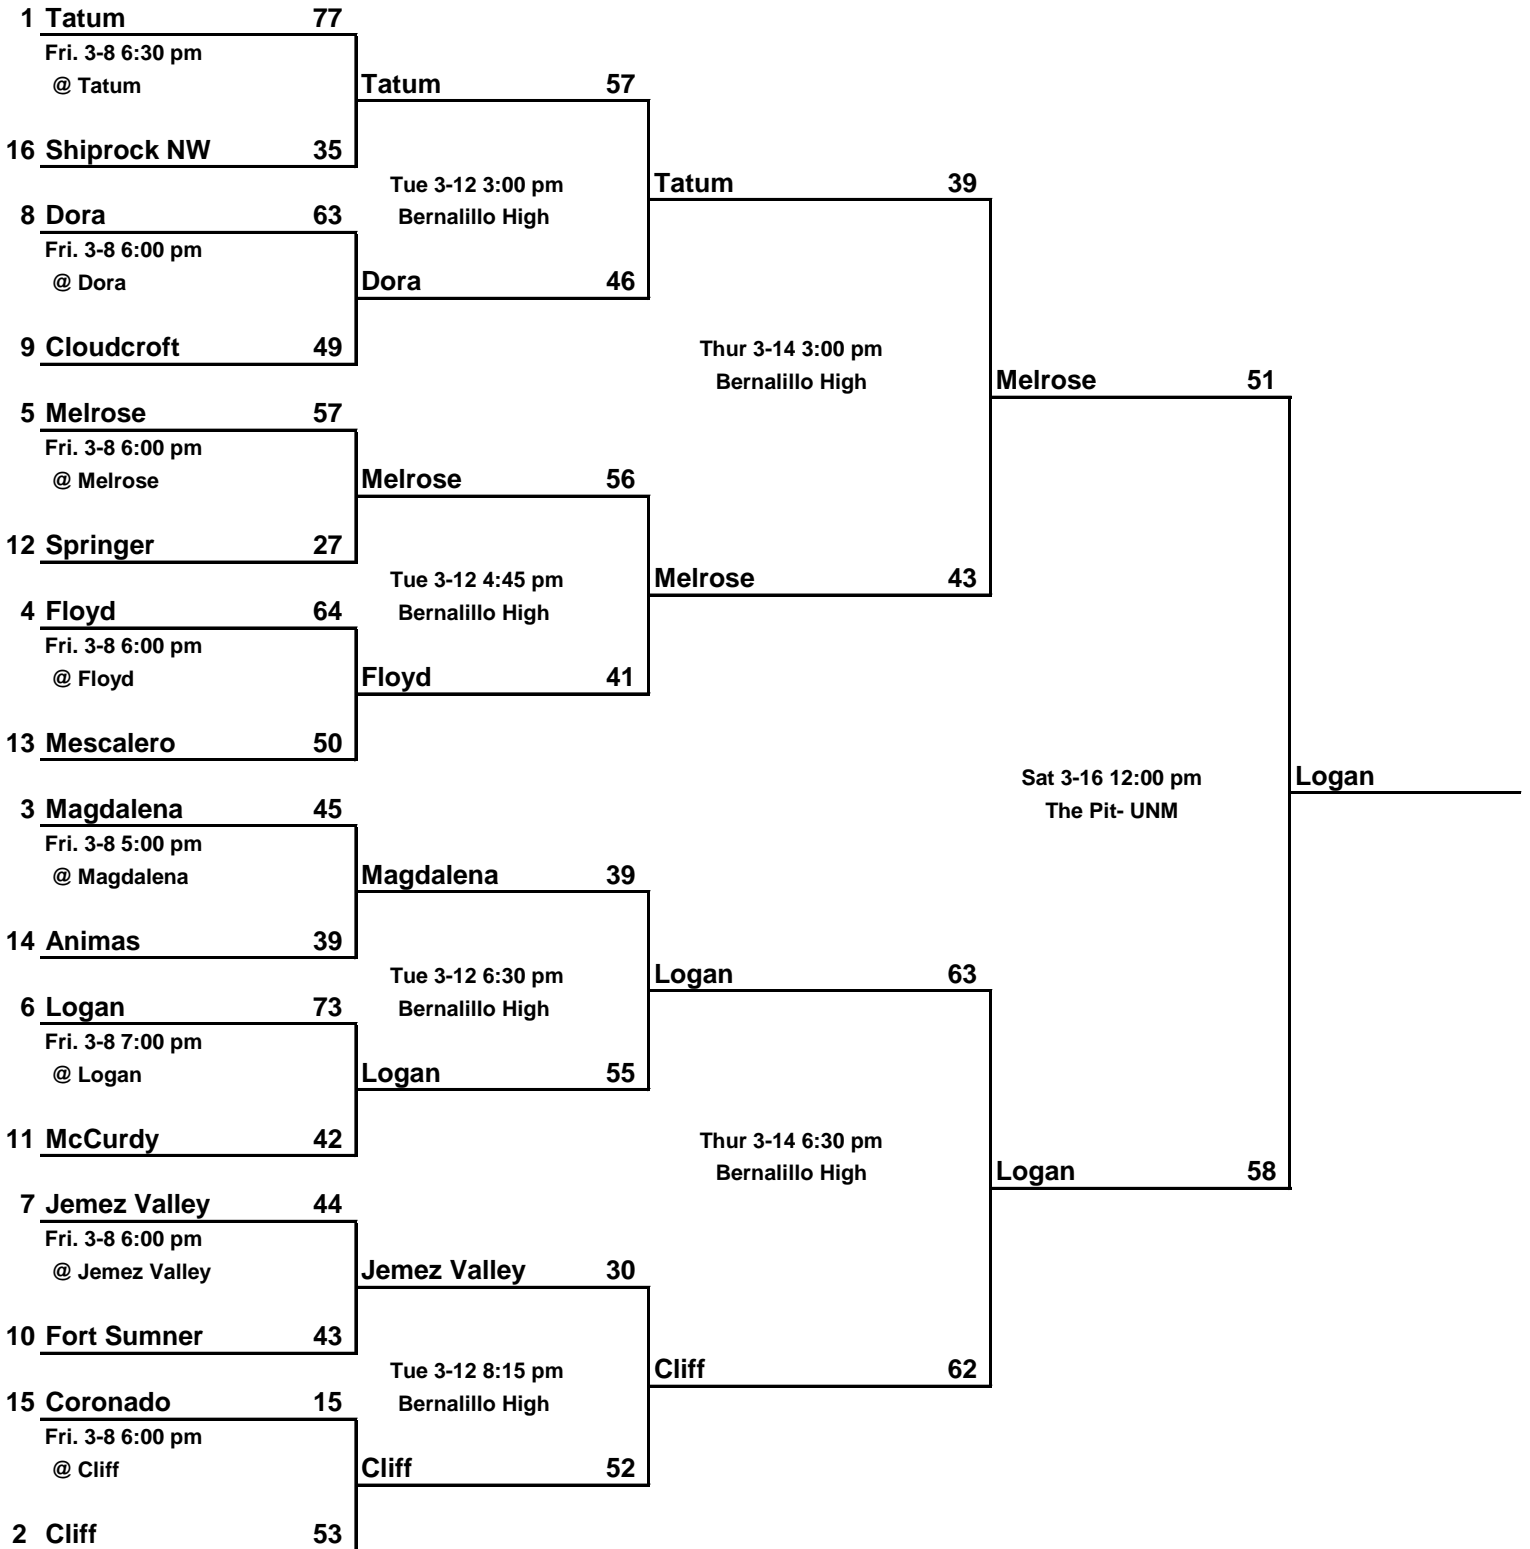 1 Tatum 77
Fri. 3-8 6:30 pm
@ Tatum
Tatum 57
16 Shiprock NW 35
Tue 3-12 3:00 pm
Tatum 39
8 Dora 63
Bernalillo High
Fri. 3-8 6:00 pm
@ Dora
Dora 46
9 Cloudcroft 49
Thur 3-14 3:00 pm
Bernalillo High
Melrose 51
5 Melrose 57
Fri. 3-8 6:00 pm
@ Melrose
Melrose 56
12 Springer 27
Tue 3-12 4:45 pm
Melrose 43
4 Floyd 64
Bernalillo High
Fri. 3-8 6:00 pm
@ Floyd
Floyd 41
13 Mescalero 50
Sat 3-16 12:00 pm
Logan
3 Magdalena 45
The Pit- UNM
Fri. 3-8 5:00 pm
@ Magdalena
Magdalena 39
14 Animas 39
Tue 3-12 6:30 pm
Logan 63
6 Logan 73
Bernalillo High
Fri. 3-8 7:00 pm
@ Logan
Logan 55
11 McCurdy 42
Thur 3-14 6:30 pm
Bernalillo High
Logan 58
7 Jemez Valley 44
Fri. 3-8 6:00 pm
@ Jemez Valley
Jemez Valley 30
10 Fort Sumner 43
Tue 3-12 8:15 pm
Cliff 62
15 Coronado 15
Bernalillo High
Fri. 3-8 6:00 pm
@ Cliff
Cliff 52
2 Cliff 53